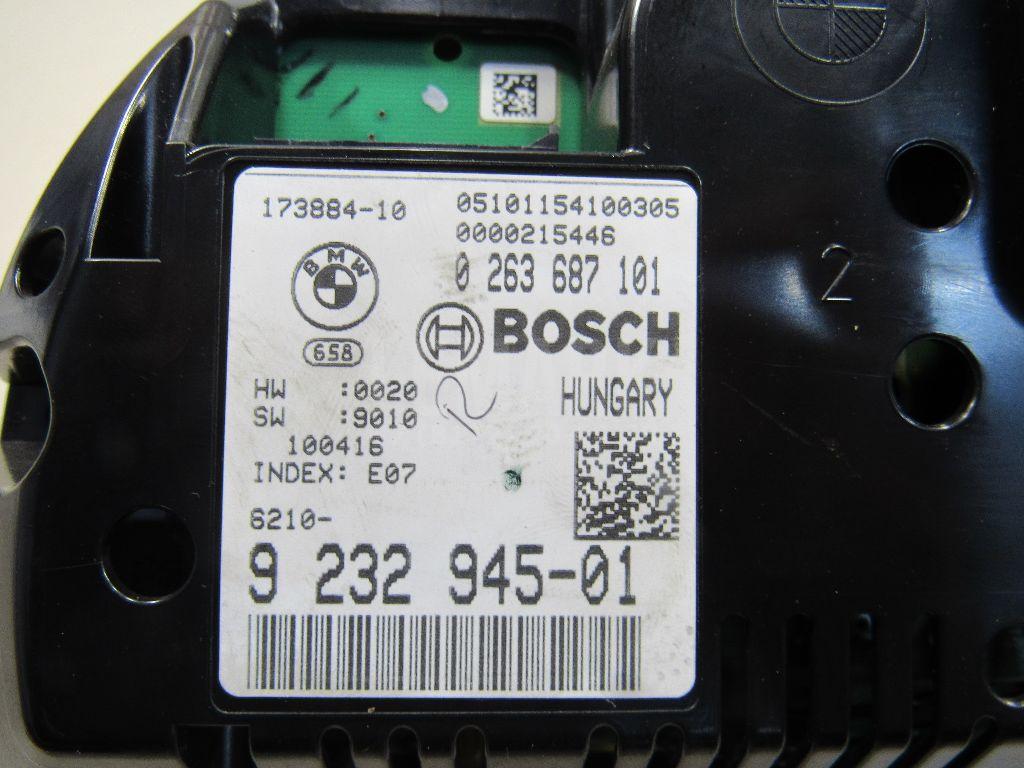 173884-10
05101154100305
0000215446
0 263 687 101
BMW
BOSCH
658
HUNGARY
HW :0020
SW :9010
100416
INDEX: E07
6210-
9 232 945-01
2
R